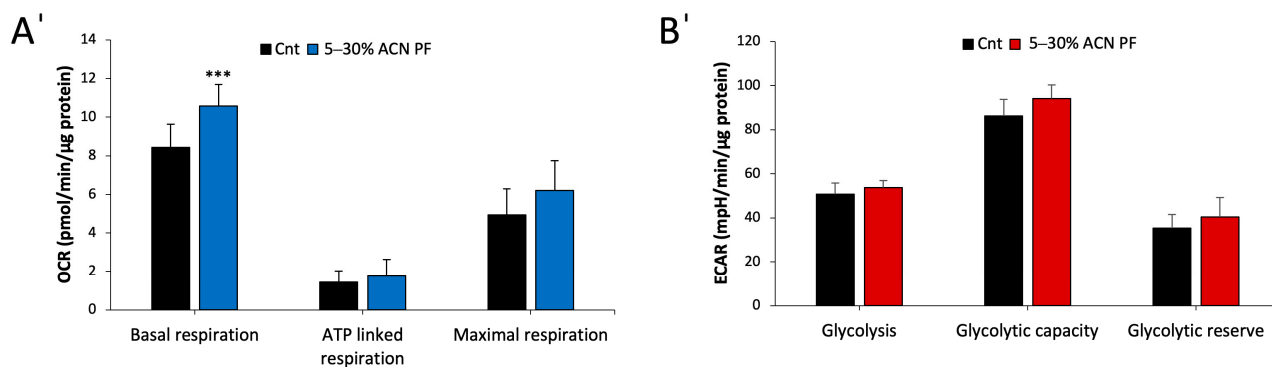 A'
OCR (pmol/min/µg protein)
14
12
10
8
6
4
2
0
Cnt 5–30% ACN PF
***
Basal respiration
ATP linked
respiration
Maximal respiration
B'
ECAR (mpH/min/µg protein)
120
100
80
60
40
20
0
Cnt 5–30% ACN PF
Glycolysis
Glycolytic capacity
Glycolytic reserve